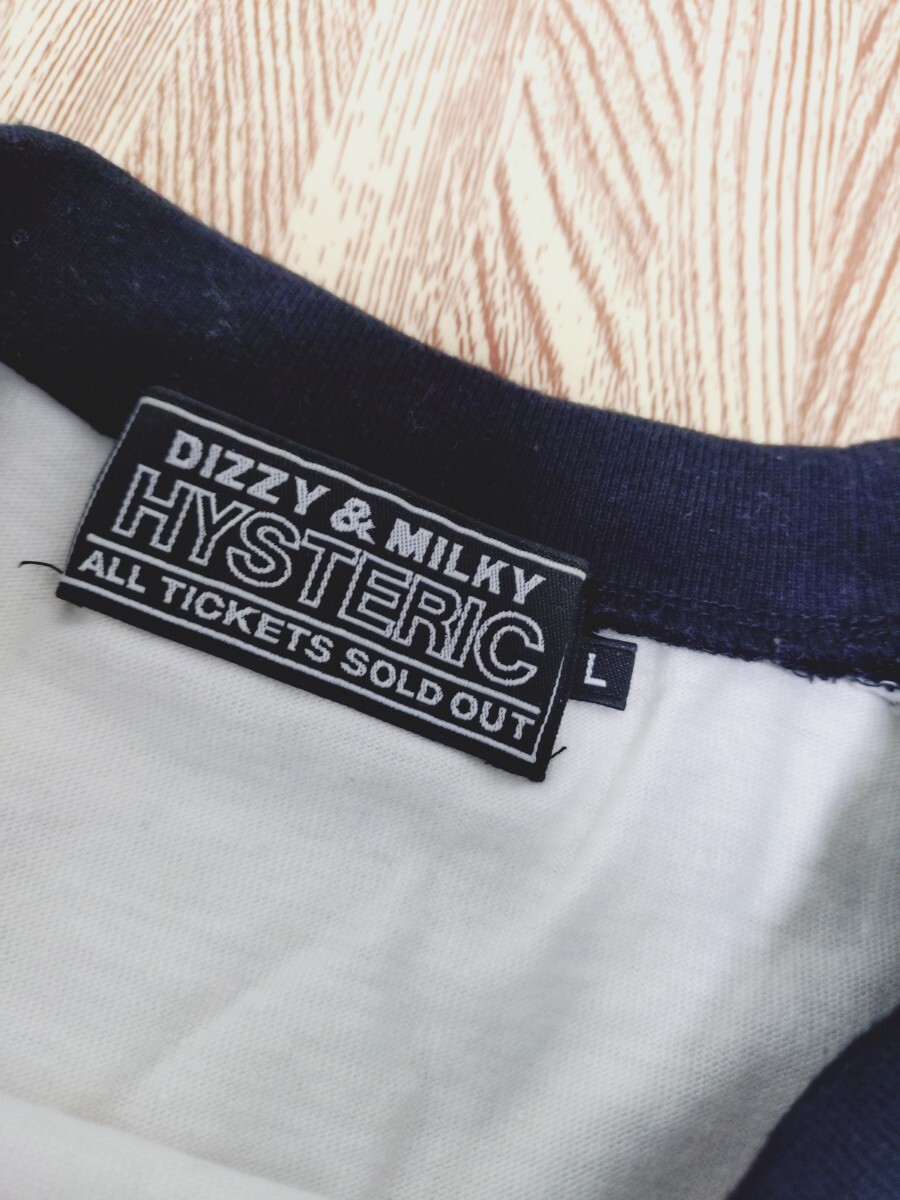 DIZZY & MILKY
HYSTERIC
ALL TICKETS SOLD OUT
L